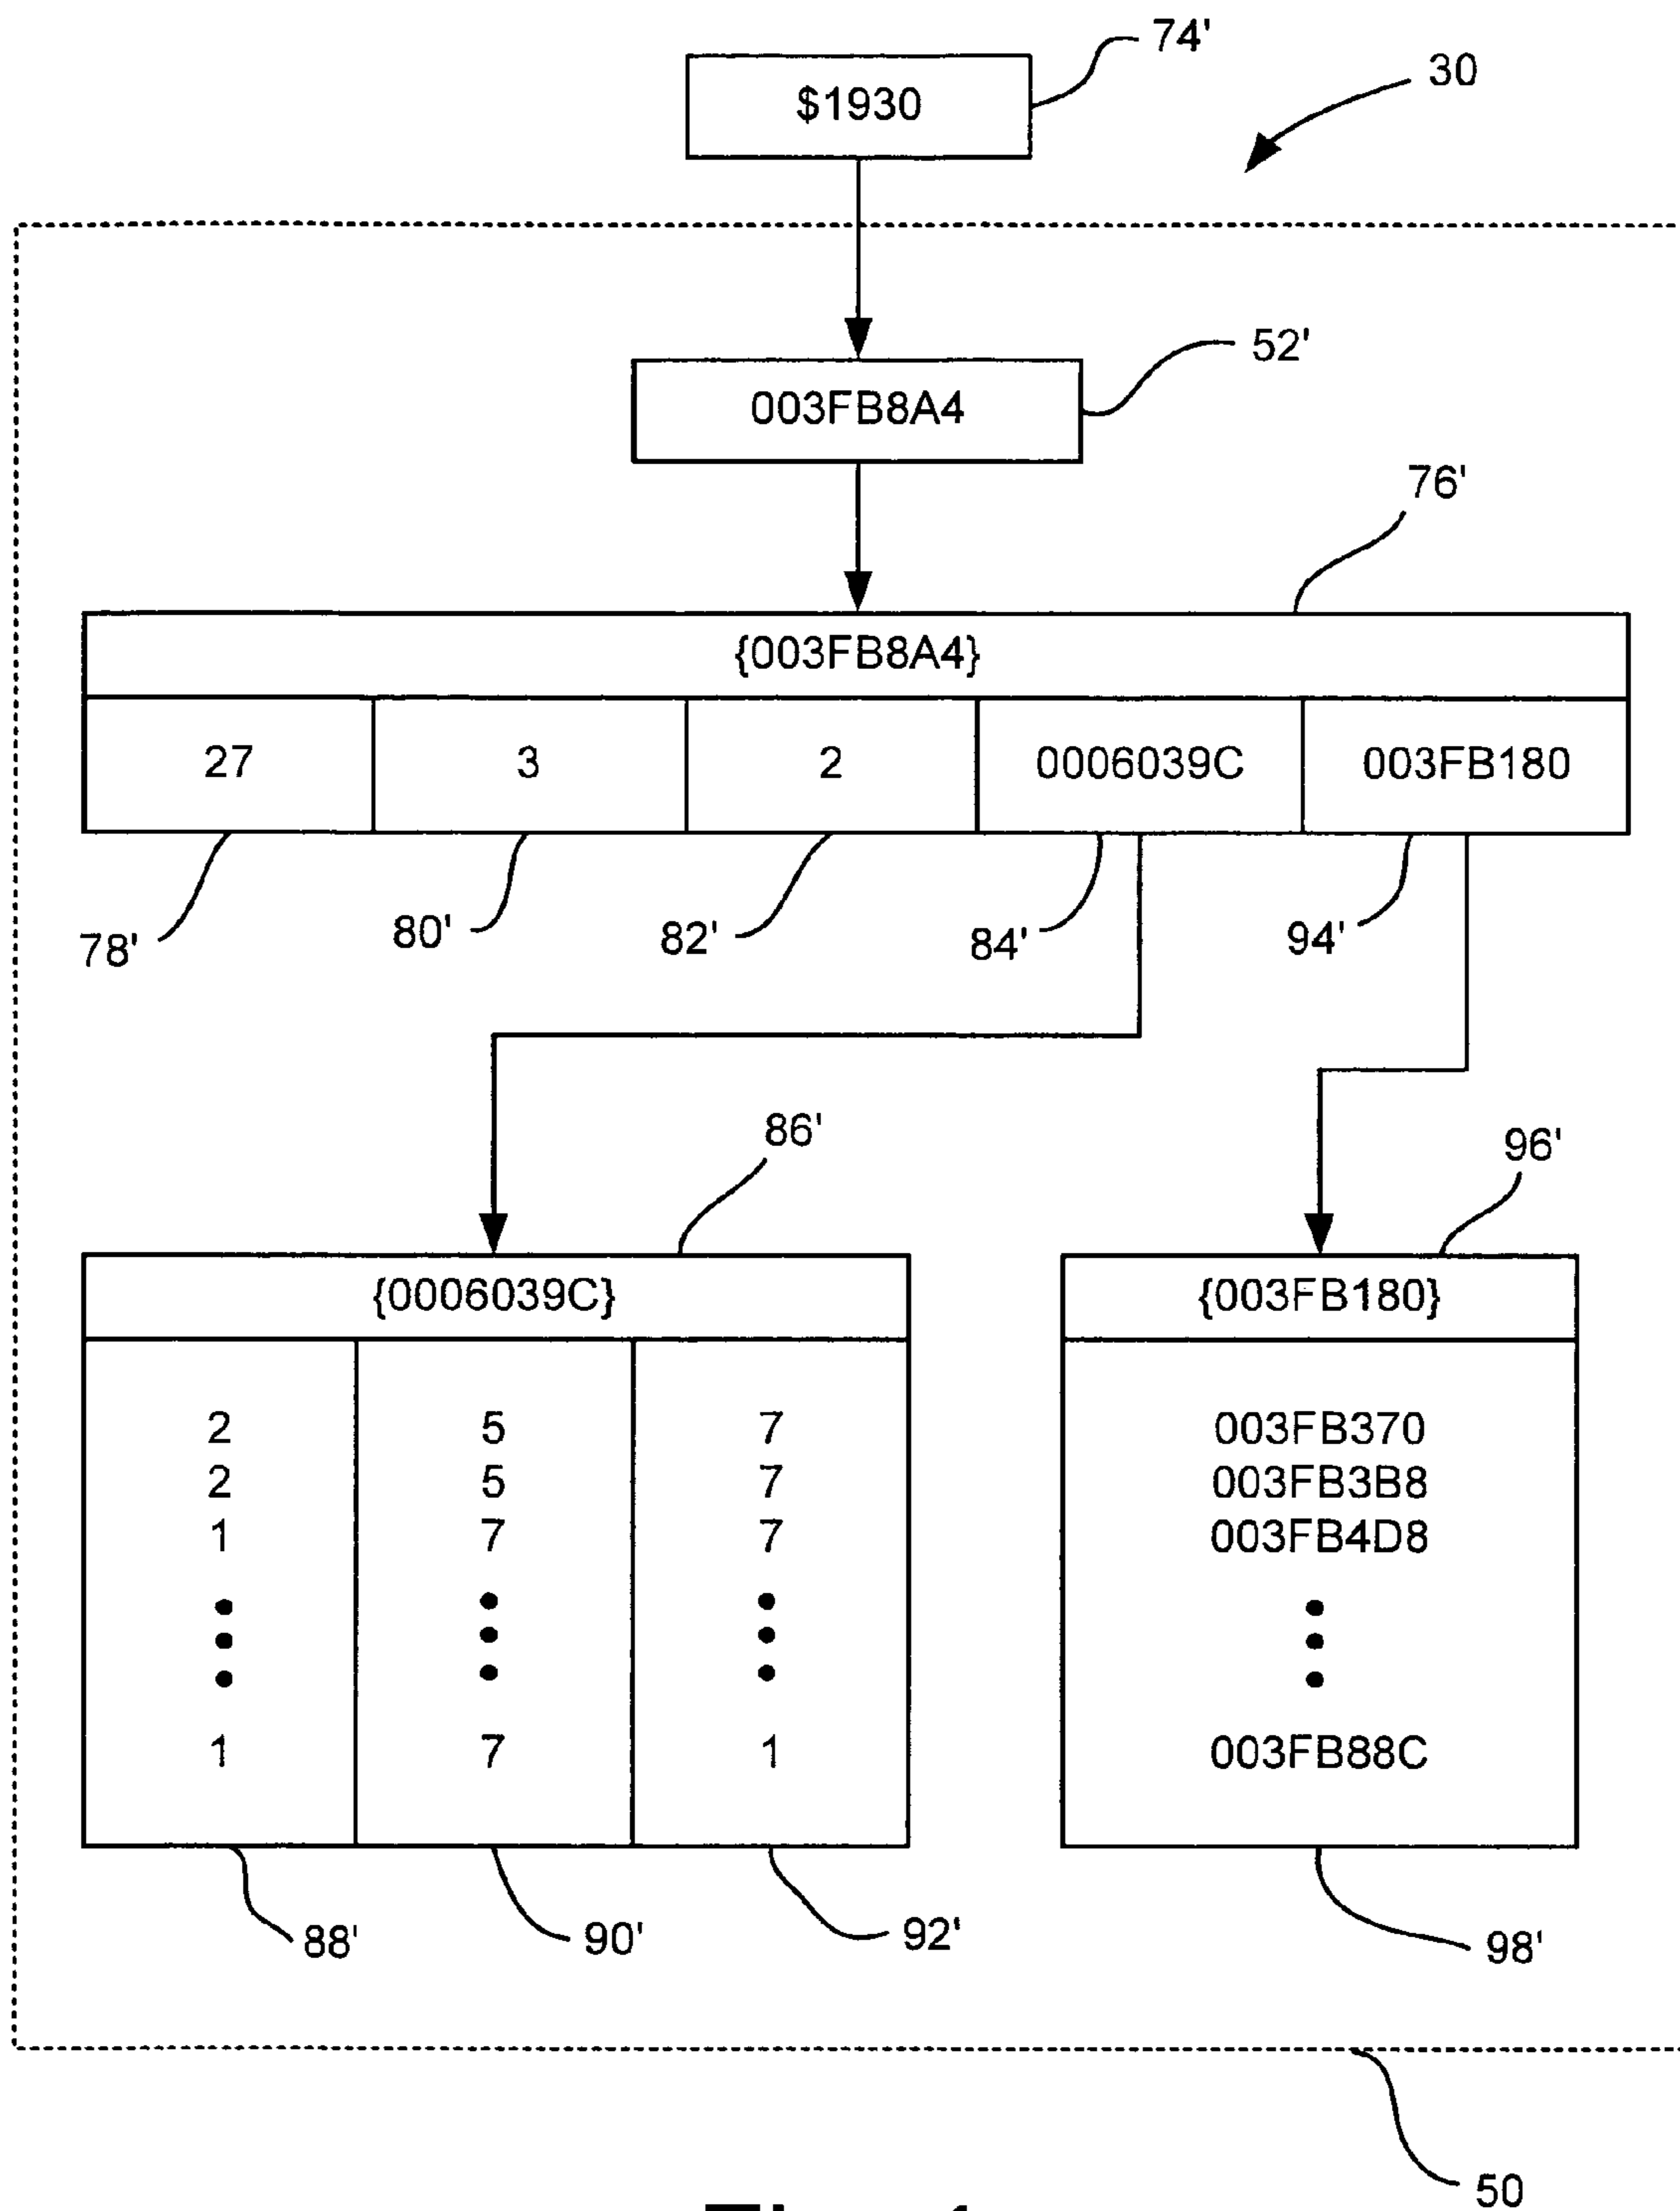 74'
$1930
30
52'
003FB8A4
76'
{003FB8A4}
27 3 2 0006039C 003FB180
78' 80' 82' 84' 94'
86' 96'
{0006039C} {003FB180}
2 5 7 003FB370
2 5 7 003FB3B8
1 7 7 003FB4D8
1 7 1 003FB88C
88' 90' 92' 98'
50